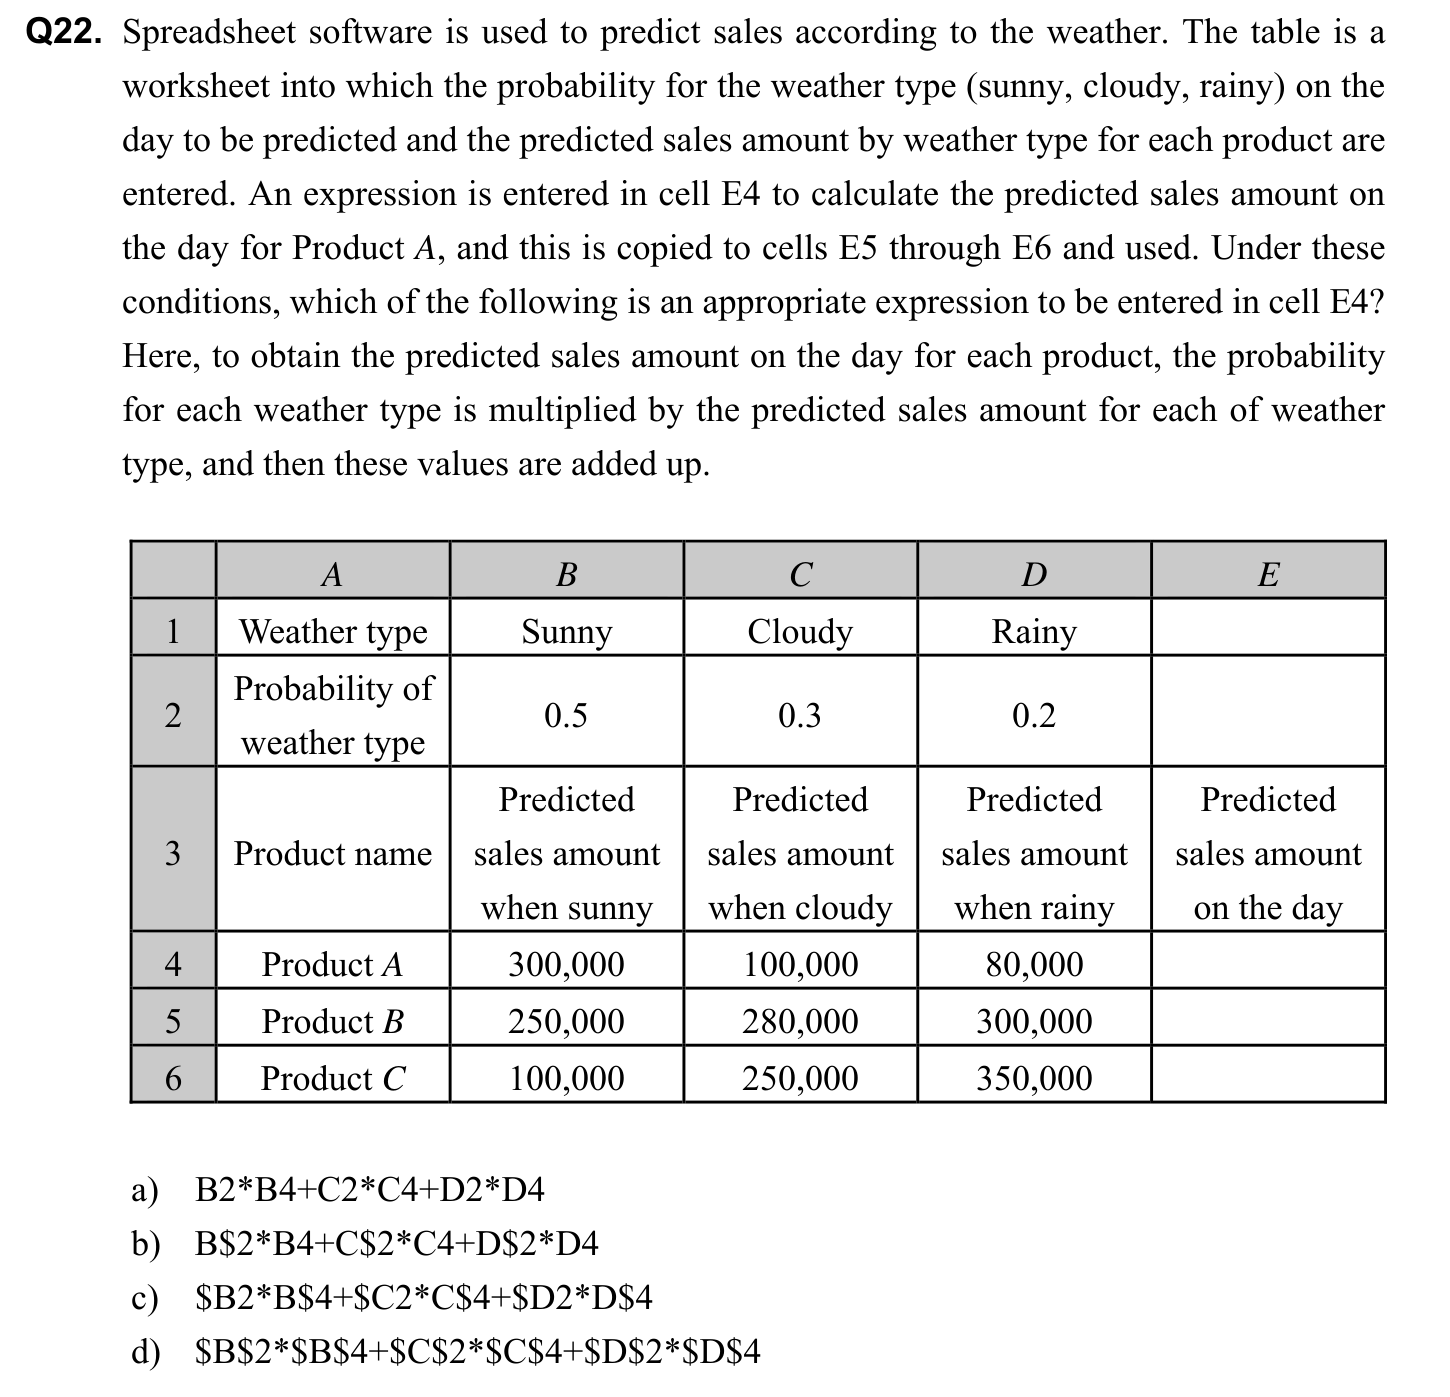 Q22. Spreadsheet software is used to predict sales according to the weather. The table is a
worksheet into which the probability for the weather type (sunny, cloudy, rainy) on the
day to be predicted and the predicted sales amount by weather type for each product are
entered. An expression is entered in cell E4 to calculate the predicted sales amount on
the day for Product A, and this is copied to cells E5 through E6 and used. Under these
conditions, which of the following is an appropriate expression to be entered in cell E4?
Here, to obtain the predicted sales amount on the day for each product, the probability
for each weather type is multiplied by the predicted sales amount for each of weather
type, and then these values are added up.
A B C D E
1 Weather type Sunny Cloudy Rainy
2 Probability of weather type 0.5 0.3 0.2
3 Product name Predicted sales amount when sunny Predicted sales amount when cloudy Predicted sales amount when rainy Predicted sales amount on the day
4 Product A 300,000 100,000 80,000
5 Product B 250,000 280,000 300,000
6 Product C 100,000 250,000 350,000
a) B2*B4+C2*C4+D2*D4
b) B$2*B4+C$2*C4+D$2*D4
c) $B2*B$4+$C2*C$4+$D2*D$4
d) $B$2*$B$4+$C$2*$C$4+$D$2*$D$4